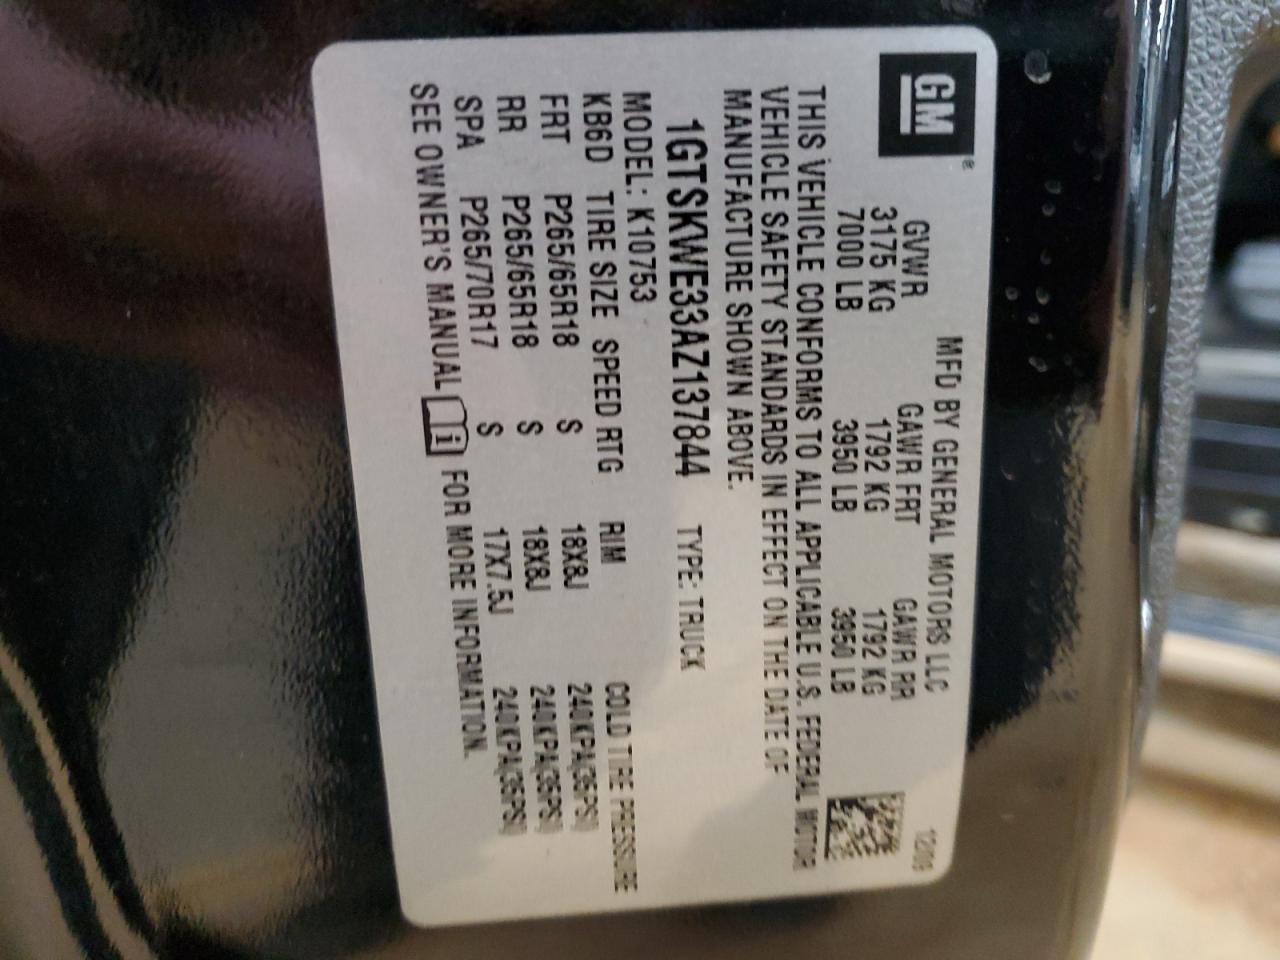 GM®
MFD BY GENERAL MOTORS LLC 12/09
GVWR GAWR FRT GAWR RR
3175 KG 1792 KG 1792 KG
7000 LB 3950 LB 3950 LB
THIS VEHICLE CONFORMS TO ALL APPLICABLE U.S. FEDERAL MOTOR
VEHICLE SAFETY STANDARDS IN EFFECT ON THE DATE OF
MANUFACTURE SHOWN ABOVE.
1GTSKWE33AZ137844 TYPE: TRUCK
MODEL: K10753
KB6D TIRE SIZE SPEED RTG RIM COLD TIRE PRESSURE
FRT P265/65R18 S 18X8J 240KPA(35PSI)
RR P265/65R18 S 18X8J 240KPA(35PSI)
SPA P265/70R17 S 17X7.5J 240KPA(35PSI)
SEE OWNER'S MANUAL i FOR MORE INFORMATION.